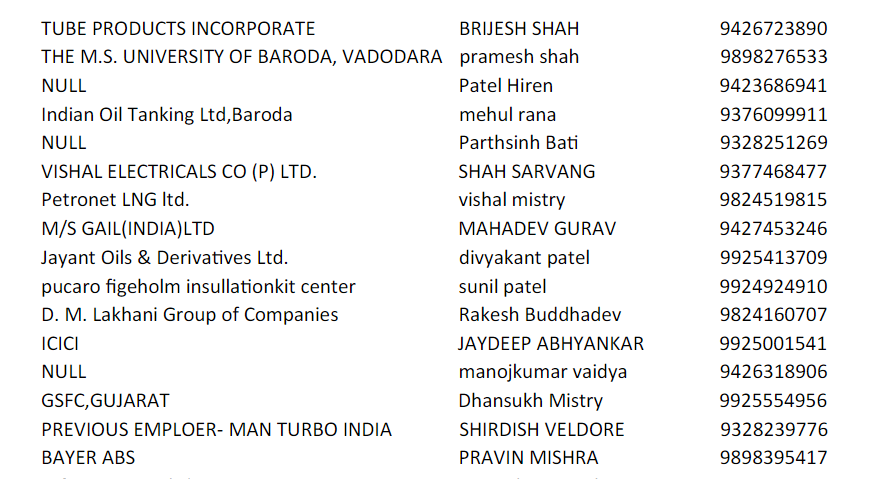 TUBE PRODUCTS INCORPORATE BRIJESH SHAH 9426723890
THE M.S. UNIVERSITY OF BARODA, VADODARA pramesh shah 9898276533
NULL Patel Hiren 9423686941
Indian Oil Tanking Ltd,Baroda mehul rana 9376099911
NULL Parthsinh Bati 9328251269
VISHAL ELECTRICALS CO (P) LTD. SHAH SARVANG 9377468477
Petronet LNG ltd. vishal mistry 9824519815
M/S GAIL(INDIA)LTD MAHADEV GURAV 9427453246
Jayant Oils & Derivatives Ltd. divyakant patel 9925413709
pucaro figeholm insullationkit center sunil patel 9924924910
D. M. Lakhani Group of Companies Rakesh Buddhadev 9824160707
ICICI JAYDEEP ABHYANKAR 9925001541
NULL manojkumar vaidya 9426318906
GSFC,GUJARAT Dhansukh Mistry 9925554956
PREVIOUS EMPLOER- MAN TURBO INDIA SHIRDISH VELDORE 9328239776
BAYER ABS PRAVIN MISHRA 9898395417